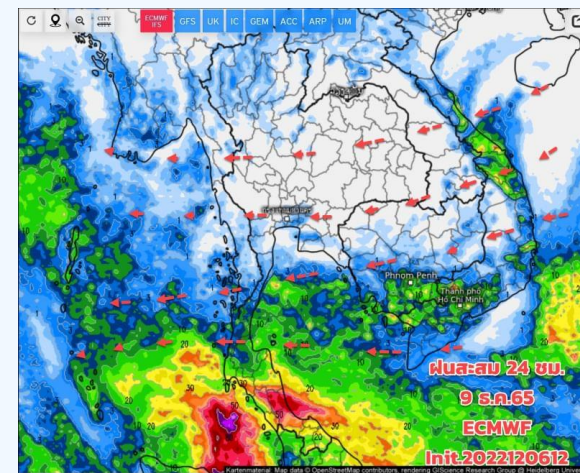 CITY
CITY
ECMWF
IFS
GFS
UK
IC
GEM
ACC
ARP
UM
Phnom Penh
Thành phố
Hồ Chí Minh
ฝนสะสม 24 ชม.
9 ธ.ค.65
ECMWF
Init.2022120612
Kartenmaterial: Map data © OpenStreetMap contributors, rendering GIScience Research Group @ Heidelberg